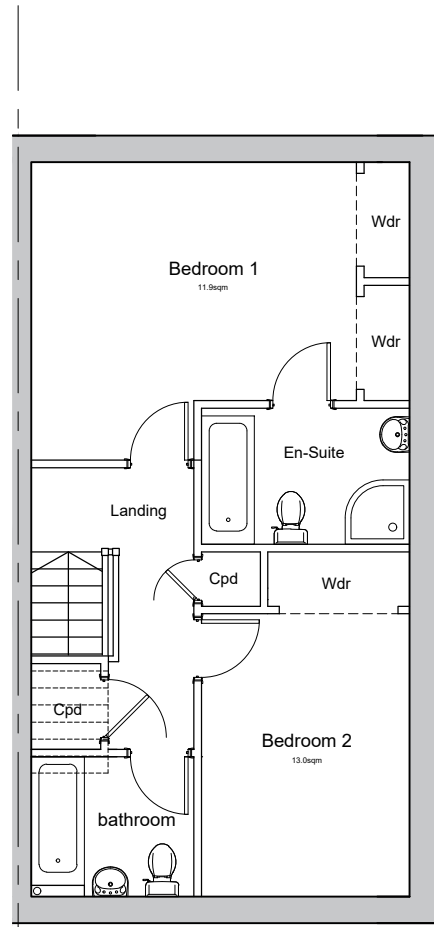 Wdr
Bedroom 1
11.9sqm
Wdr
En-Suite
Landing
Cpd
Wdr
Cpd
Bedroom 2
13.0sqm
bathroom